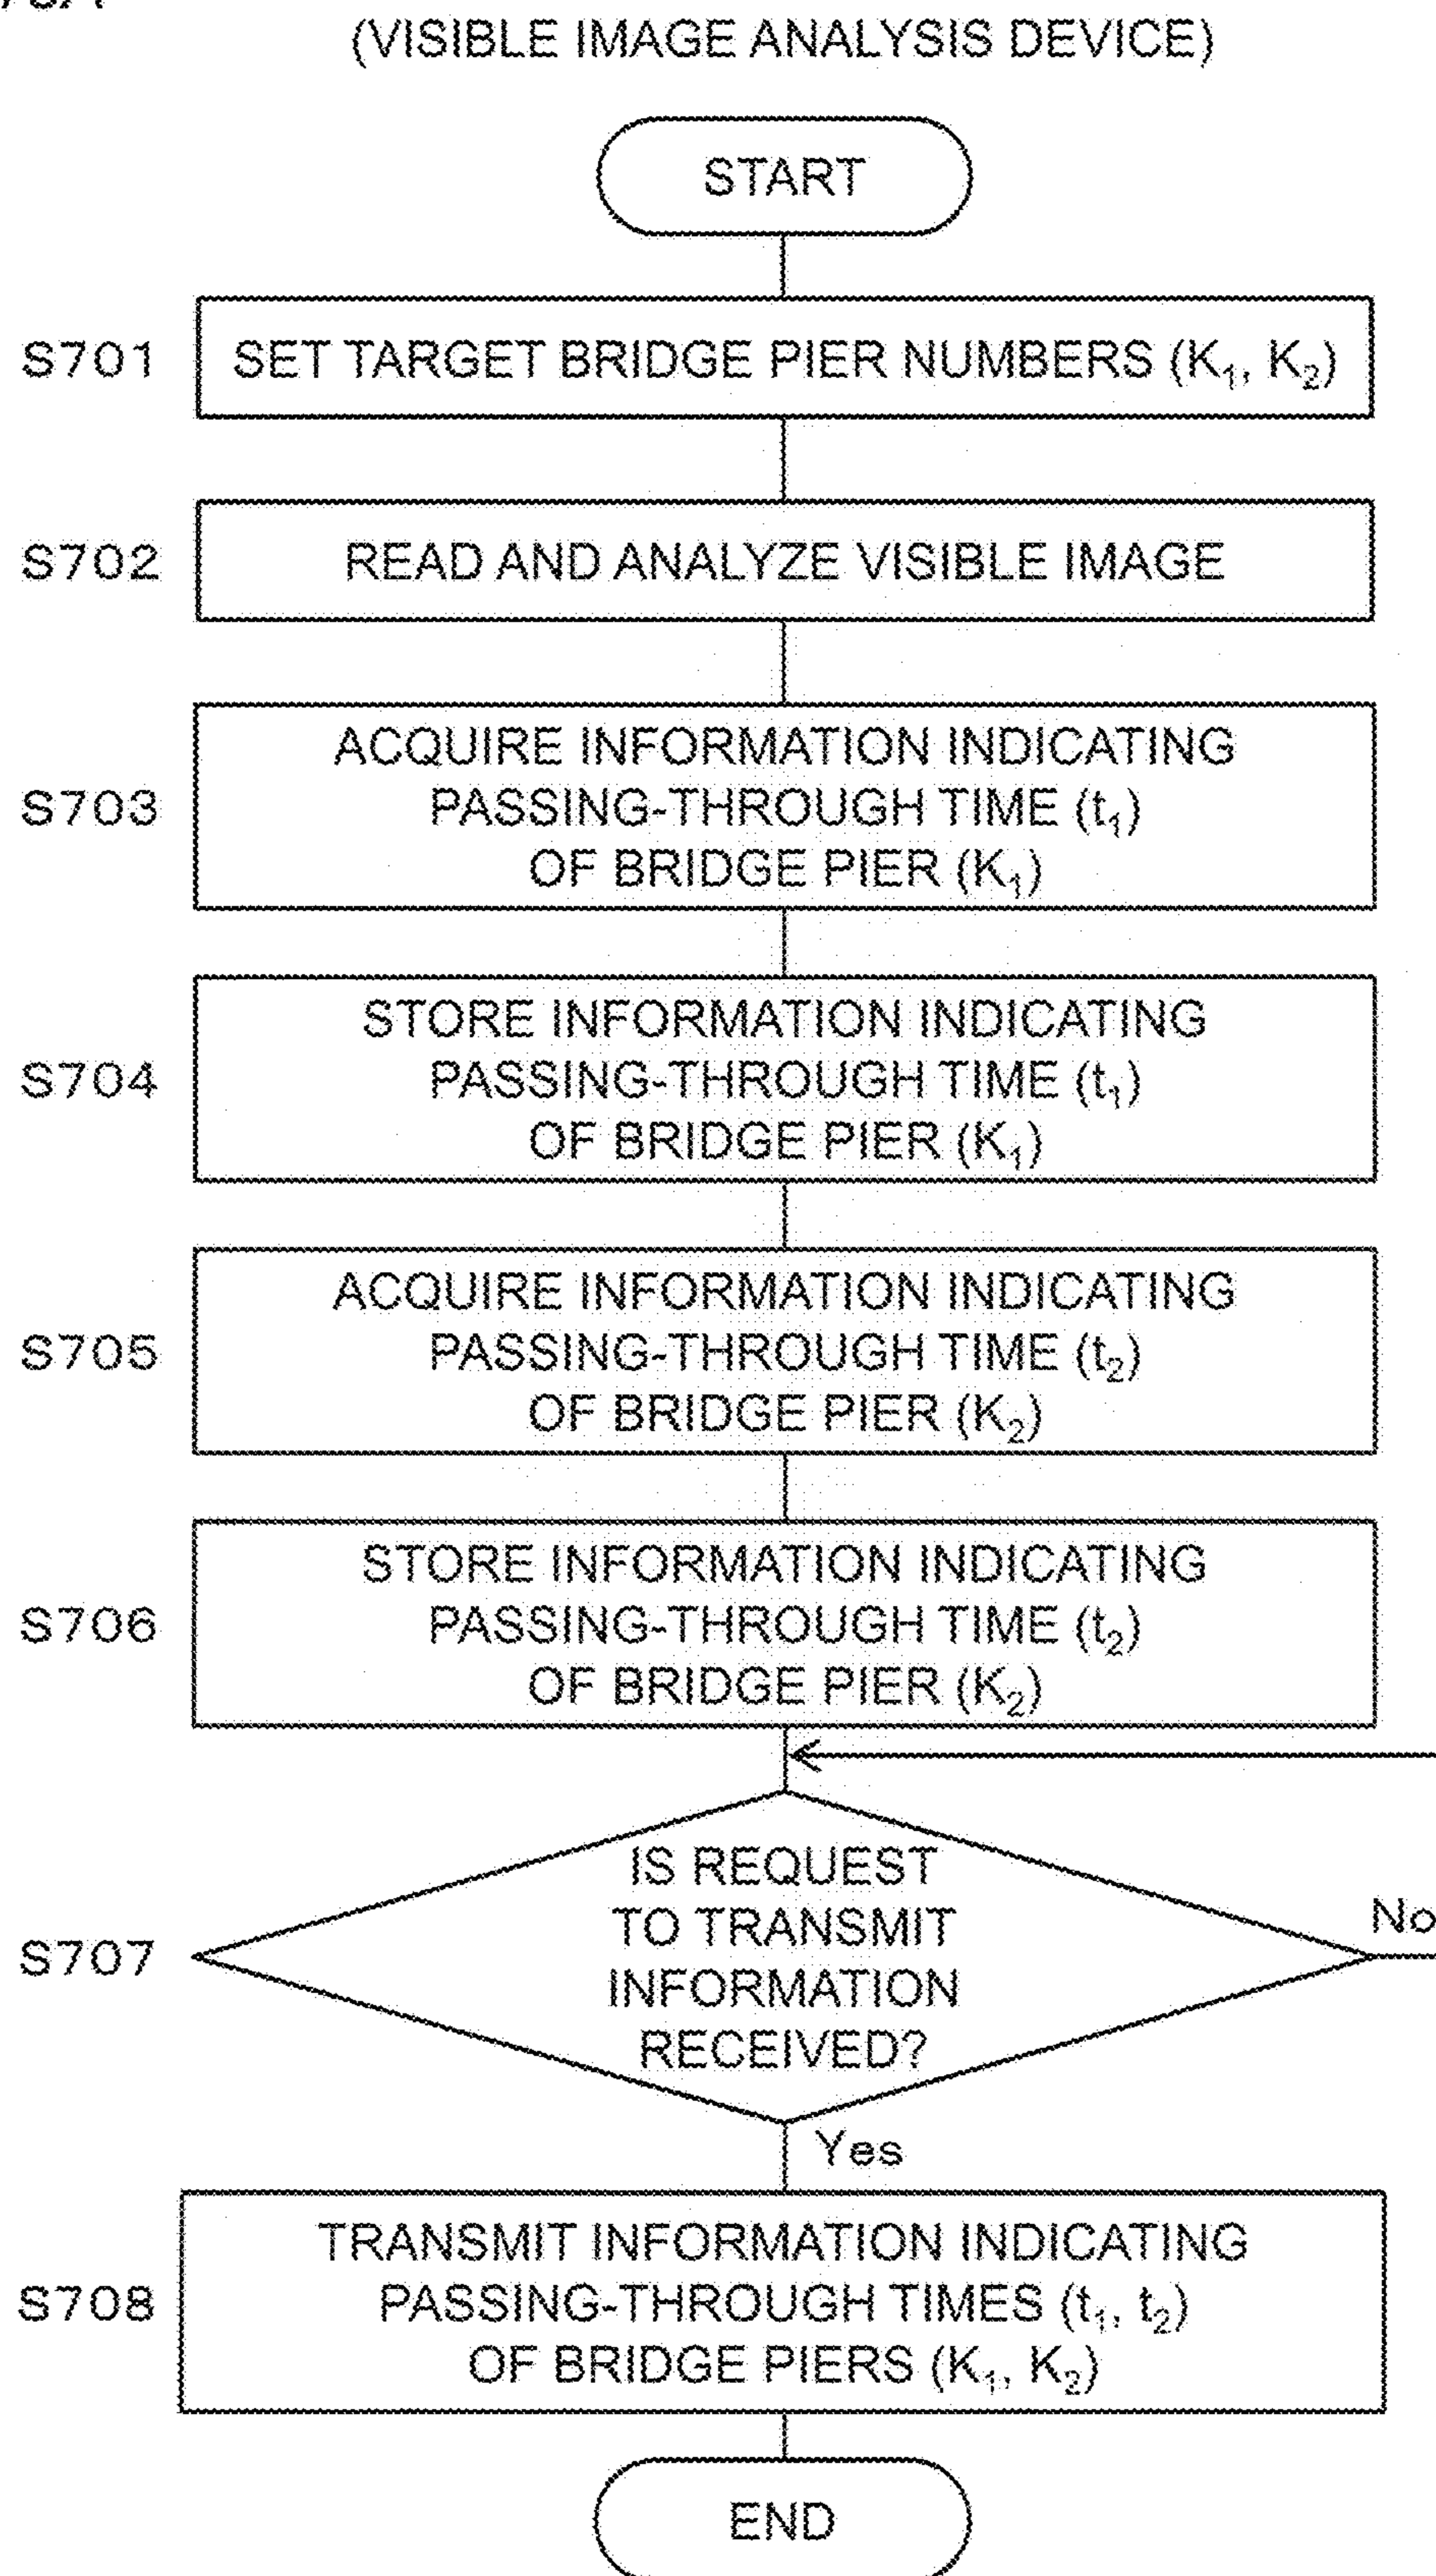 (VISIBLE IMAGE ANALYSIS DEVICE)
START
S701 SET TARGET BRIDGE PIER NUMBERS (K₁, K₂)
S702 READ AND ANALYZE VISIBLE IMAGE
ACQUIRE INFORMATION INDICATING
S703 PASSING-THROUGH TIME (t₁)
OF BRIDGE PIER (K₁)
STORE INFORMATION INDICATING
S704 PASSING-THROUGH TIME (t₁)
OF BRIDGE PIER (K₁)
ACQUIRE INFORMATION INDICATING
S705 PASSING-THROUGH TIME (t₂)
OF BRIDGE PIER (K₂)
STORE INFORMATION INDICATING
S706 PASSING-THROUGH TIME (t₂)
OF BRIDGE PIER (K₂)
IS REQUEST
TO TRANSMIT
S707 INFORMATION
RECEIVED?
No
Yes
TRANSMIT INFORMATION INDICATING
S708 PASSING-THROUGH TIMES (t₁, t₂)
OF BRIDGE PIERS (K₁, K₂)
END